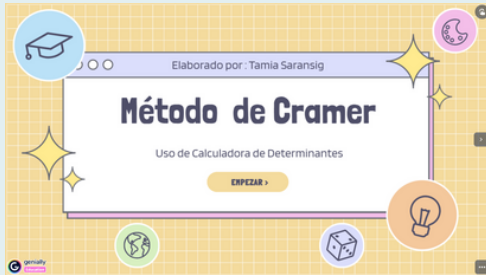 Elaborado por : Tamia Saransig
Método de Cramer
Uso de Calculadora de Determinantes
EMPEZAR ›
G genially